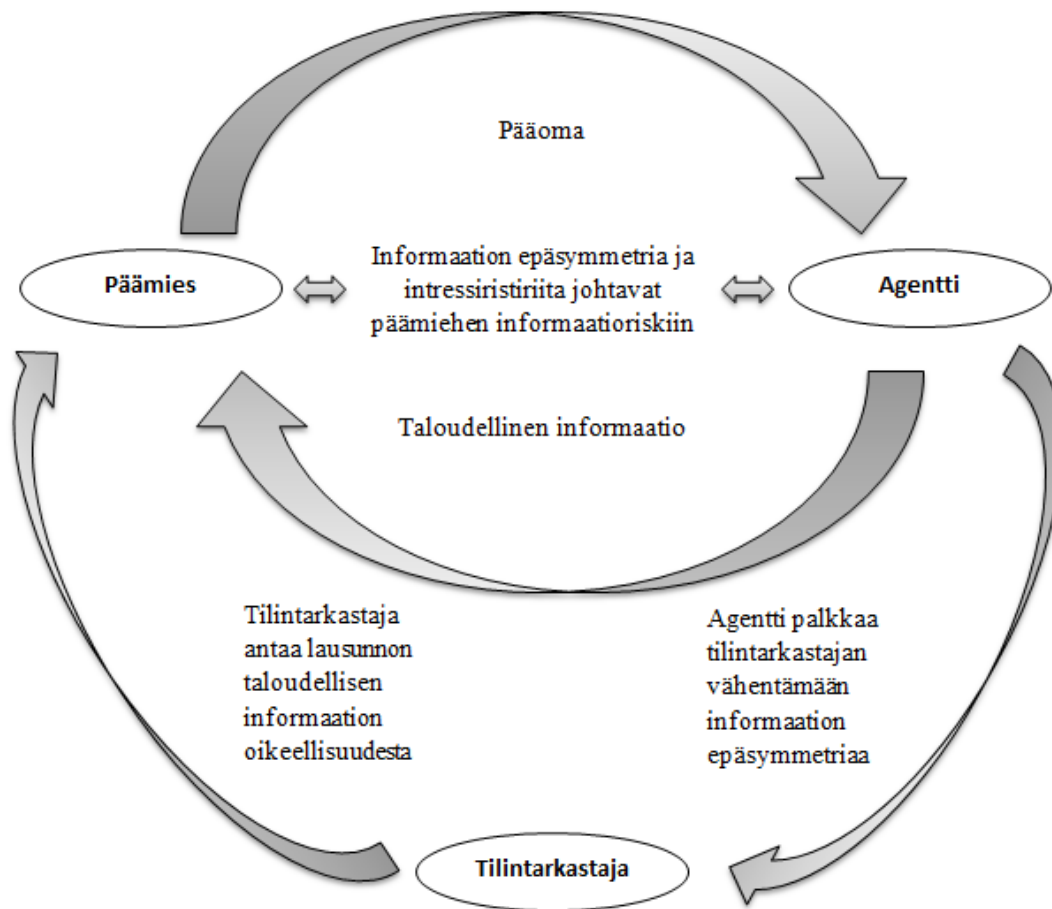 Pääoma
Päämies
Informaation epäsymmetria ja
intressiristiriita johtavat
päämiehen informaatioriskiin
Agentti
Taloudellinen informaatio
Tilintarkastaja
antaa lausunnon
taloudellisen
informaation
oikeellisuudesta
Agentti palkkaa
tilintarkastajan
vähentämään
informaation
epäsymmetriaa
Tilintarkastaja